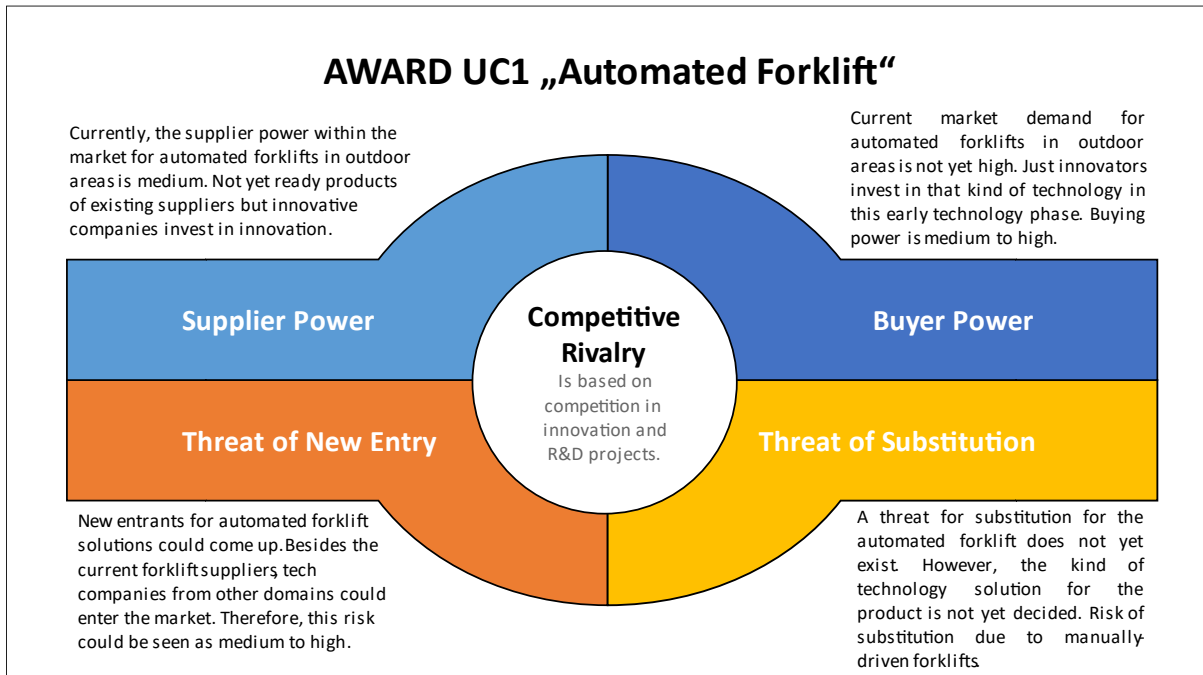 AWARD UC1 „Automated Forklift“
Currently, the supplier power within the
market for automated forklifts in outdoor
areas is medium. Not yet ready products
of existing suppliers but innovative
companies invest in innovation.
Current market demand for
automated forklifts in outdoor
areas is not yet high. Just innovators
invest in that kind of technology in
this early technology phase. Buying
power is medium to high.
Supplier Power
Competitive
Rivalry
Is based on
competition in
innovation and
R&D projects.
Buyer Power
Threat of New Entry
Threat of Substitution
New entrants for automated forklift
solutions could come up. Besides the
current forklift suppliers, tech
companies from other domains could
enter the market. Therefore, this risk
could be seen as medium to high.
A threat for substitution for the
automated forklift does not yet
exist. However, the kind of
technology solution for the
product is not yet decided. Risk of
substitution due to manually-
driven forklifts.